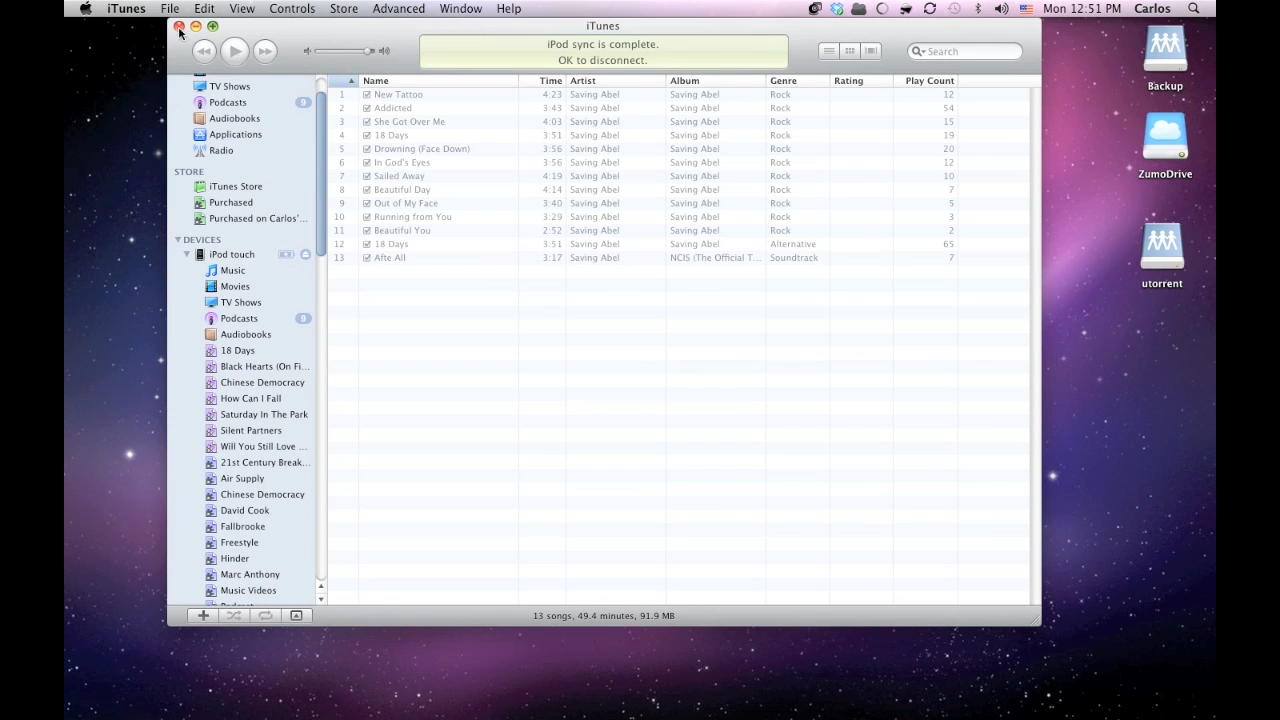 iTunes File Edit View Controls Store Advanced Window Help Mon 12:51 PM Carlos
iTunes
iPod sync is complete.
OK to disconnect.
Search
TV Shows
Podcasts 9
Audiobooks
Applications
Radio
STORE
iTunes Store
Purchased
Purchased on Carlos'...
DEVICES
iPod touch
Music
Movies
TV Shows
Podcasts 9
Audiobooks
18 Days
Black Hearts (On Fi...
Chinese Democracy
How Can I Fall
Saturday In The Park
Silent Partners
Will You Still Love ...
21st Century Break...
Air Supply
Chinese Democracy
David Cook
Fallbrooke
Freestyle
Hinder
Marc Anthony
Music Videos
Name Time Artist Album Genre Rating Play Count
1 New Tattoo 4:23 Saving Abel Saving Abel Rock 12
2 Addicted 3:43 Saving Abel Saving Abel Rock 54
3 She Got Over Me 4:03 Saving Abel Saving Abel Rock 15
4 18 Days 3:51 Saving Abel Saving Abel Rock 19
5 Drowning (Face Down) 3:56 Saving Abel Saving Abel Rock 20
6 In God's Eyes 3:56 Saving Abel Saving Abel Rock 12
7 Sailed Away 4:19 Saving Abel Saving Abel Rock 10
8 Beautiful Day 4:14 Saving Abel Saving Abel Rock 7
9 Out of My Face 3:40 Saving Abel Saving Abel Rock 5
10 Running from You 3:29 Saving Abel Saving Abel Rock 3
11 Beautiful You 2:52 Saving Abel Saving Abel Rock 2
12 18 Days 3:51 Saving Abel Saving Abel Alternative 65
13 Afte All 3:17 Saving Abel NCIS (The Official T... Soundtrack 7
13 songs, 49.4 minutes, 91.9 MB
Backup
ZumoDrive
utorrent